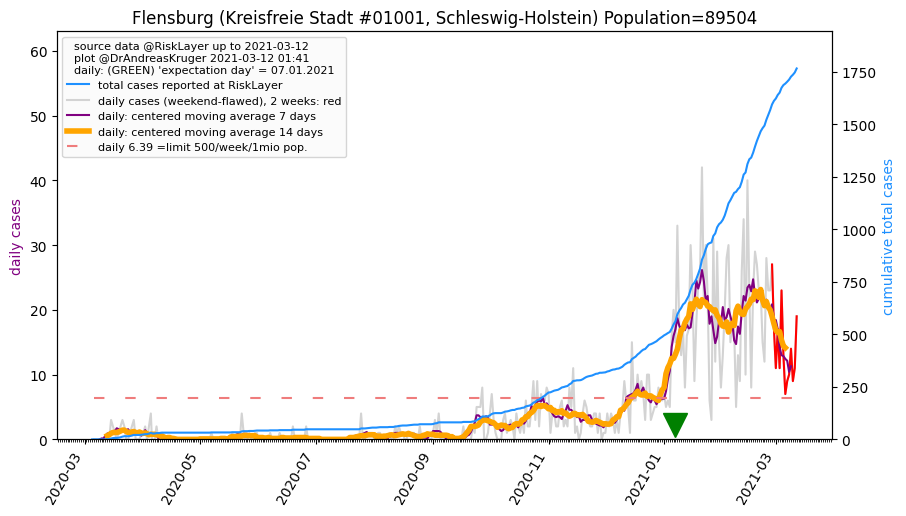 Flensburg (Kreisfreie Stadt #01001, Schleswig-Holstein) Population=89504
source data @RiskLayer up to 2021-03-12
plot @DrAndreasKruger 2021-03-12 01:41
daily: (GREEN) 'expectation day' = 07.01.2021
total cases reported at RiskLayer
daily cases (weekend-flawed), 2 weeks: red
daily: centered moving average 7 days
daily: centered moving average 14 days
daily 6.39 =limit 500/week/1mio pop.
daily cases
60
50
40
30
20
10
0
cumulative total cases
1750
1500
1250
1000
750
500
250
0
2020-03
2020-05
2020-07
2020-09
2020-11
2021-01
2021-03